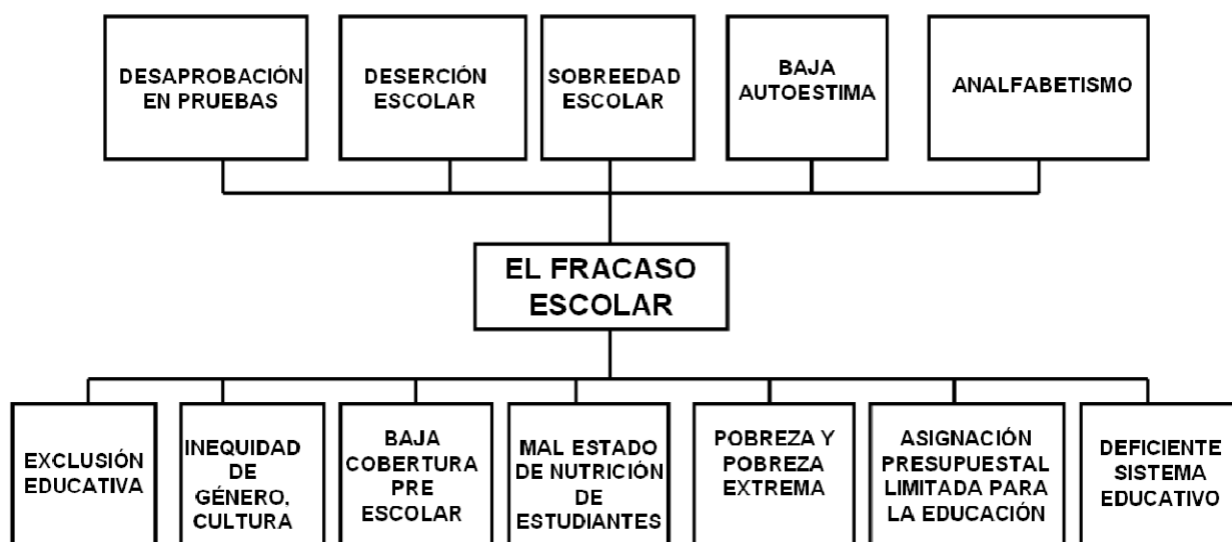 DESAPROBACIÓN
EN PRUEBAS
DESERCIÓN
ESCOLAR
SOBREEDAD
ESCOLAR
BAJA
AUTOESTIMA
ANALFABETISMO
EL FRACASO
ESCOLAR
EXCLUSIÓN
EDUCATIVA
INEQUIDAD
DE
GÉNERO,
CULTURA
BAJA
COBERTURA
PRE
ESCOLAR
MAL ESTADO
DE NUTRICIÓN
DE
ESTUDIANTES
POBREZA Y
POBREZA
EXTREMA
ASIGNACIÓN
PRESUPUESTAL
LIMITADA PARA
LA EDUCACIÓN
DEFICIENTE
SISTEMA
EDUCATIVO